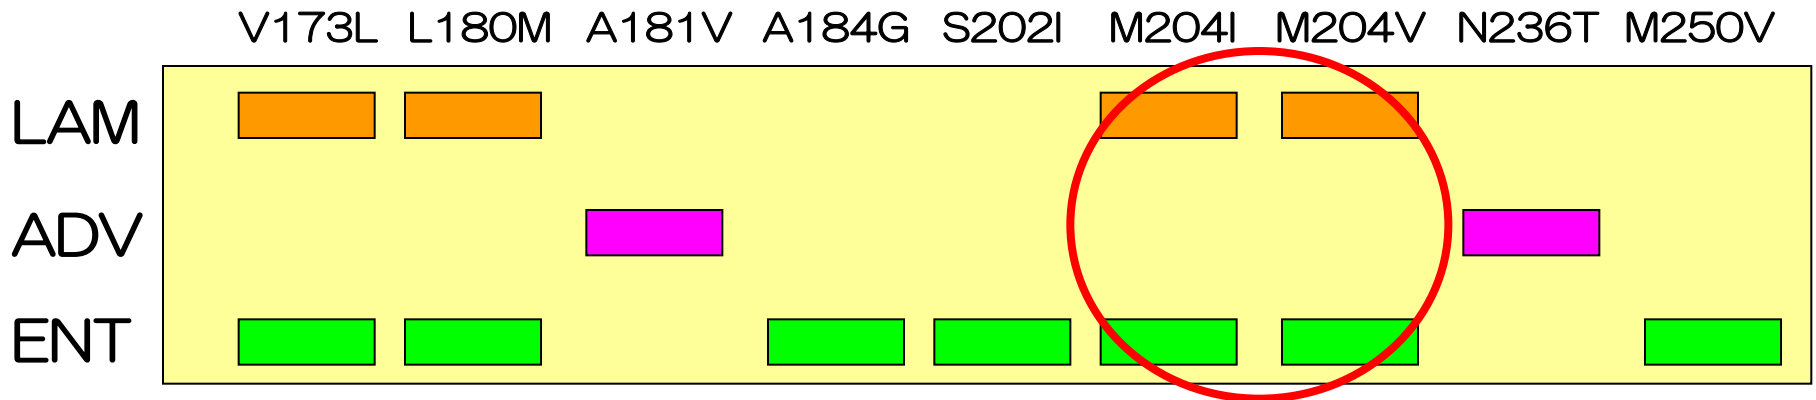 V173L L180M A181V A184G S202I M204I M204V N236T M250V
LAM
ADV
ENT